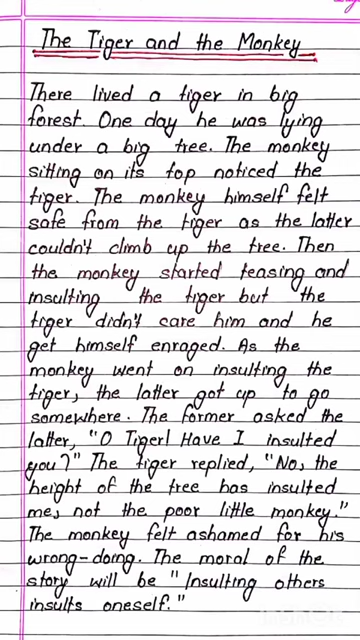 The Tiger and the Monkey
There lived a tiger in big
forest. One day he was lying
under a big tree. The monkey
sitting on its top noticed the
tiger. The monkey himself felt
safe from the tiger as the latter
couldn't climb up the tree. Then
the monkey started teasing and
insulting the tiger but the
tiger didn't care him and he
get himself enraged. As the
monkey went on insulting the
tiger, the latter got up to go
somewhere. The former asked the
latter, "O Tiger! Have I insulted
you?" The tiger replied, "No, the
height of the tree has insulted
me, not the poor little monkey."
The monkey felt ashamed for his
wrong-doing. The moral of the
story will be "Insulting others
insults oneself."